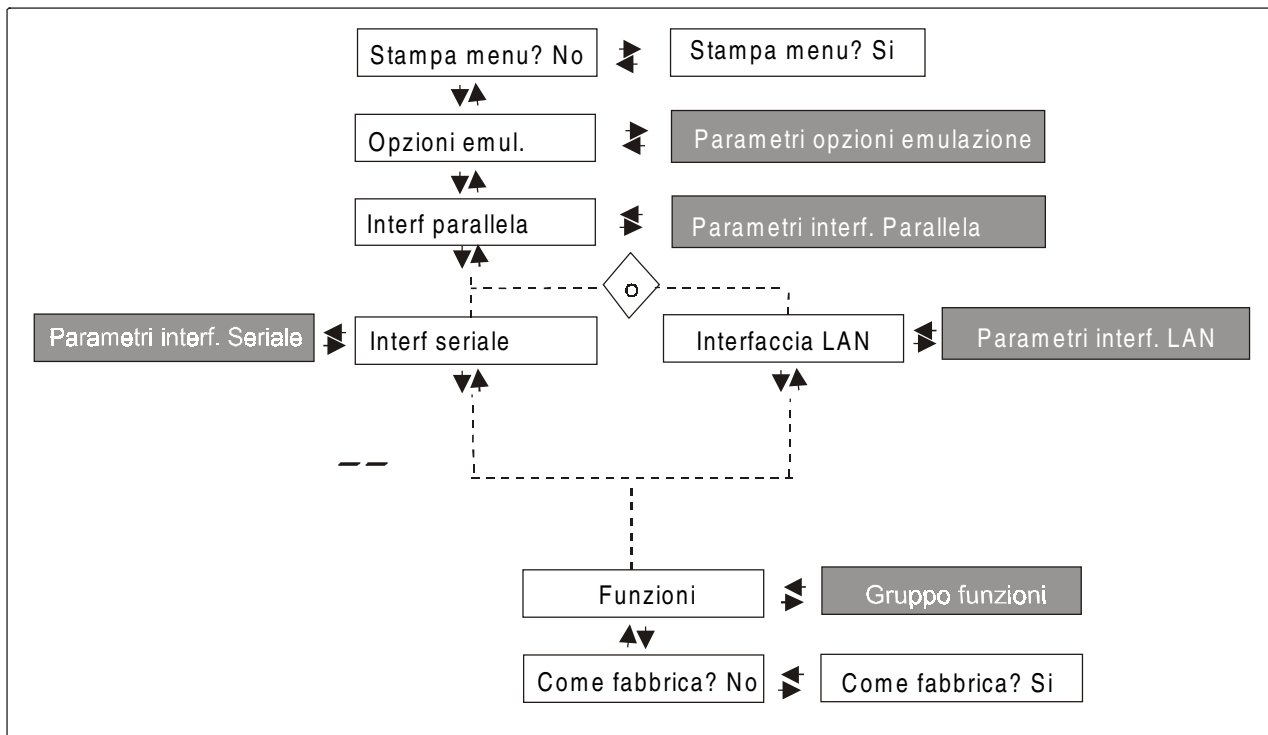 Stampa menu? No
Stampa menu? Si
Opzioni emul.
Parametri opzioni emulazione
Interf parallela
Parametri interf. Parallela
o
Parametri interf. Seriale
Interf seriale
Interfaccia LAN
Parametri interf. LAN
Funzioni
Gruppo funzioni
Come fabbrica? No
Come fabbrica? Si